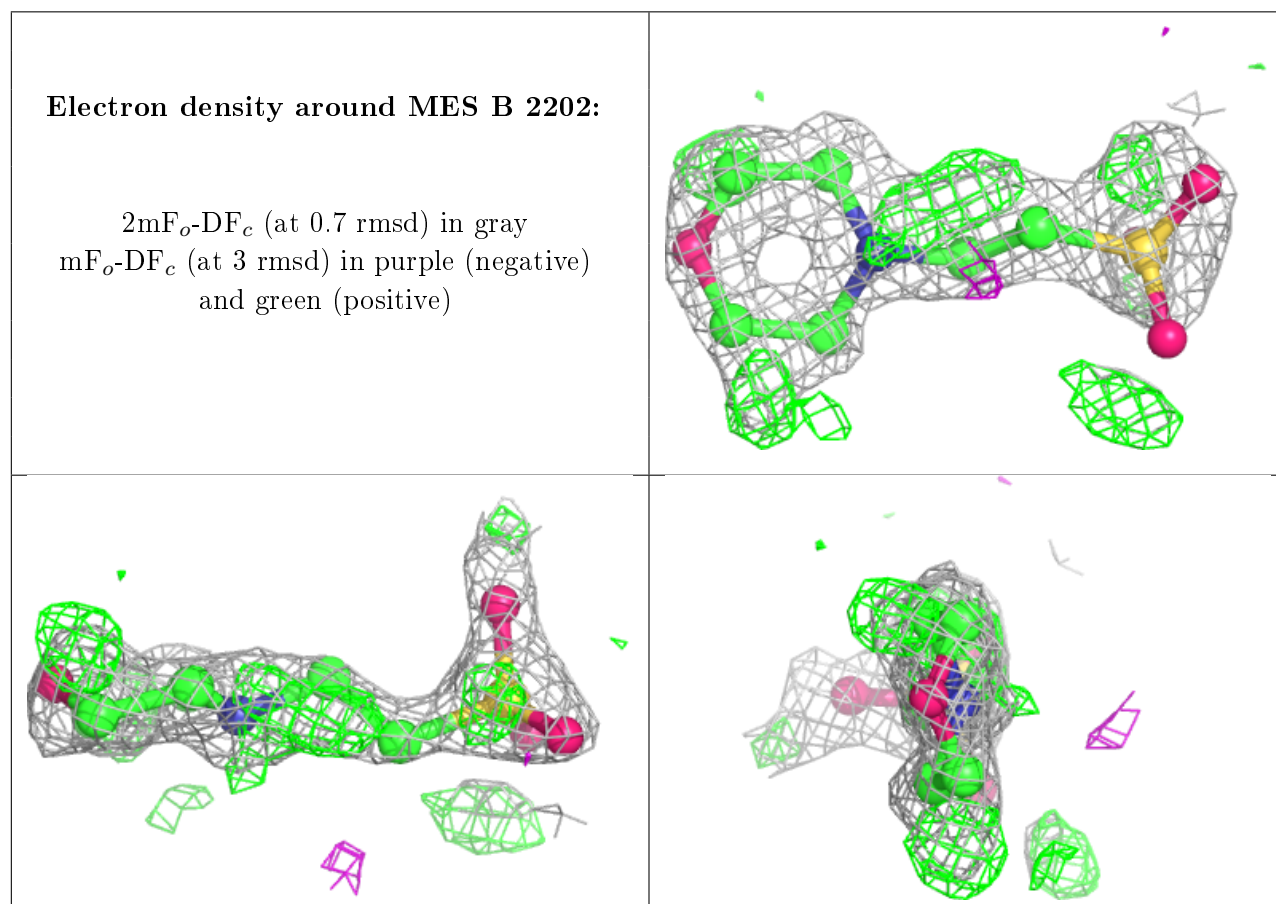 Electron density around MES B 2202:
2mFo-DFc (at 0.7 rmsd) in gray
mFo-DFc (at 3 rmsd) in purple (negative)
and green (positive)